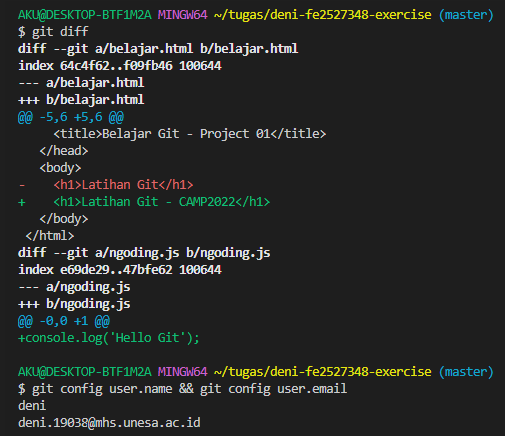 AKU@DESKTOP-BTF1M2A MINGW64 ~/tugas/deni-fe2527348-exercise (master)
$ git diff
diff --git a/belajar.html b/belajar.html
index 64c4f62..f09fb46 100644
--- a/belajar.html
+++ b/belajar.html
@@ -5,6 +5,6 @@
     <title>Belajar Git - Project 01</title>
   </head>
   <body>
-    <h1>Latihan Git</h1>
+    <h1>Latihan Git - CAMP2022</h1>
   </body>
 </html>
diff --git a/ngoding.js b/ngoding.js
index e69de29..47bfe62 100644
--- a/ngoding.js
+++ b/ngoding.js
@@ -0,0 +1 @@
+console.log('Hello Git');

AKU@DESKTOP-BTF1M2A MINGW64 ~/tugas/deni-fe2527348-exercise (master)
$ git config user.name && git config user.email
deni
deni.19038@mhs.unesa.ac.id